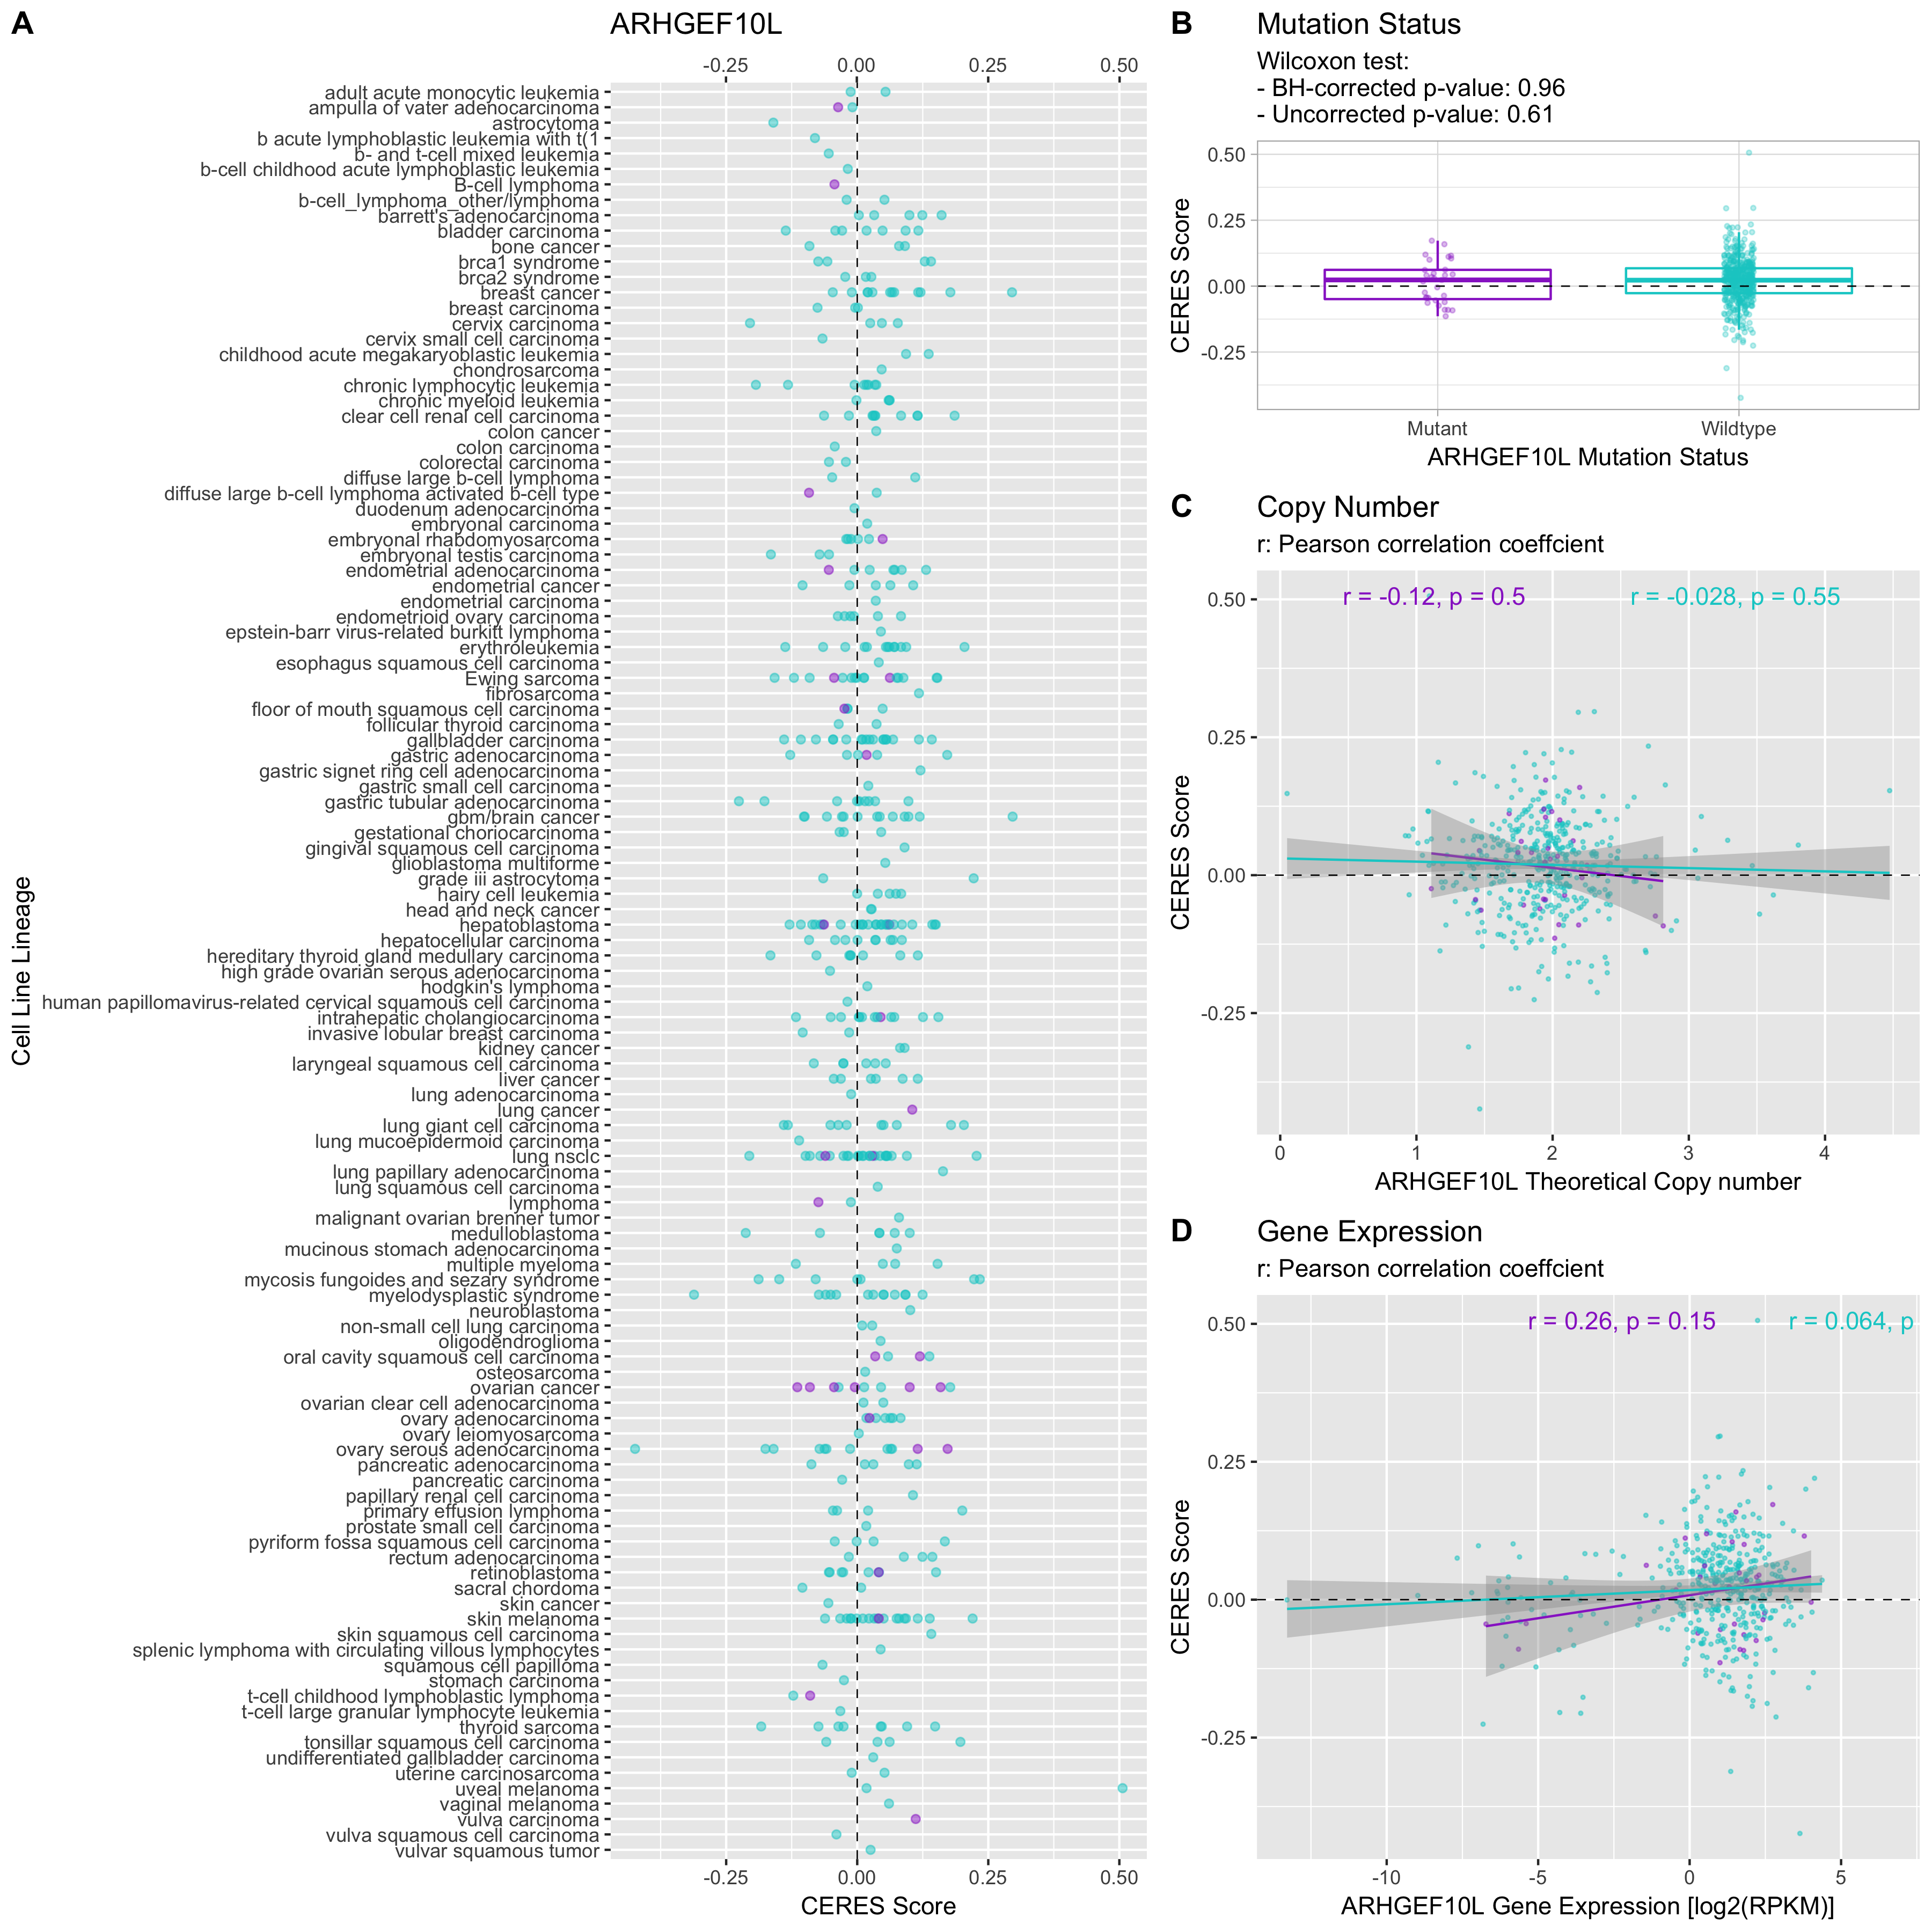 A
ARHGEF10L
-0.25 0.00 0.25 0.50
Cell Line Lineage
adult acute monocytic leukemia
ampulla of vater adenocarcinoma
astrocytoma
b acute lymphoblastic leukemia with t(1
b- and t-cell mixed leukemia
b-cell childhood acute lymphoblastic leukemia
B-cell lymphoma
b-cell_lymphoma_other/lymphoma
barrett's adenocarcinoma
bladder carcinoma
bone cancer
brca1 syndrome
brca2 syndrome
breast cancer
breast carcinoma
cervix carcinoma
cervix small cell carcinoma
childhood acute megakaryoblastic leukemia
chondrosarcoma
chronic lymphocytic leukemia
chronic myeloid leukemia
clear cell renal cell carcinoma
colon cancer
colon carcinoma
colorectal carcinoma
diffuse large b-cell lymphoma
diffuse large b-cell lymphoma activated b-cell type
duodenum adenocarcinoma
embryonal carcinoma
embryonal rhabdomyosarcoma
embryonal testis carcinoma
endometrial adenocarcinoma
endometrial cancer
endometrial carcinoma
endometrioid ovary carcinoma
epstein-barr virus-related burkitt lymphoma
erythroleukemia
esophagus squamous cell carcinoma
Ewing sarcoma
fibrosarcoma
floor of mouth squamous cell carcinoma
follicular thyroid carcinoma
gallbladder carcinoma
gastric adenocarcinoma
gastric signet ring cell adenocarcinoma
gastric small cell carcinoma
gastric tubular adenocarcinoma
gbm/brain cancer
gestational choriocarcinoma
gingival squamous cell carcinoma
glioblastoma multiforme
grade iii astrocytoma
hairy cell leukemia
head and neck cancer
hepatoblastoma
hepatocellular carcinoma
hereditary thyroid gland medullary carcinoma
high grade ovarian serous adenocarcinoma
hodgkin's lymphoma
human papillomavirus-related cervical squamous cell carcinoma
intrahepatic cholangiocarcinoma
invasive lobular breast carcinoma
kidney cancer
laryngeal squamous cell carcinoma
liver cancer
lung adenocarcinoma
lung cancer
lung giant cell carcinoma
lung mucoepidermoid carcinoma
lung nsclc
lung papillary adenocarcinoma
lung squamous cell carcinoma
lymphoma
malignant ovarian brenner tumor
medulloblastoma
mucinous stomach adenocarcinoma
multiple myeloma
mycosis fungoides and sezary syndrome
myelodysplastic syndrome
neuroblastoma
non-small cell lung carcinoma
oligodendroglioma
oral cavity squamous cell carcinoma
osteosarcoma
ovarian cancer
ovarian clear cell adenocarcinoma
ovary adenocarcinoma
ovary leiomyosarcoma
ovary serous adenocarcinoma
pancreatic adenocarcinoma
pancreatic carcinoma
papillary renal cell carcinoma
primary effusion lymphoma
prostate small cell carcinoma
pyriform fossa squamous cell carcinoma
rectum adenocarcinoma
retinoblastoma
sacral chordoma
skin cancer
skin melanoma
skin squamous cell carcinoma
splenic lymphoma with circulating villous lymphocytes
squamous cell papilloma
stomach carcinoma
t-cell childhood lymphoblastic lymphoma
t-cell large granular lymphocyte leukemia
thyroid sarcoma
tonsillar squamous cell carcinoma
undifferentiated gallbladder carcinoma
uterine carcinosarcoma
uveal melanoma
vaginal melanoma
vulva carcinoma
vulva squamous cell carcinoma
vulvar squamous tumor
-0.25 0.00 0.25 0.50
CERES Score
B
Mutation Status
Wilcoxon test:
- BH-corrected p-value: 0.96
- Uncorrected p-value: 0.61
CERES Score
0.50
0.25
0.00
-0.25
Mutant Wildtype
ARHGEF10L Mutation Status
C
Copy Number
r: Pearson correlation coeffcient
r = -0.12, p = 0.5 r = -0.028, p = 0.55
CERES Score
0.50
0.25
0.00
-0.25
0 1 2 3 4
ARHGEF10L Theoretical Copy number
D
Gene Expression
r: Pearson correlation coeffcient
r = 0.26, p = 0.15 r = 0.064, p
CERES Score
0.50
0.25
0.00
-0.25
-10 -5 0 5
ARHGEF10L Gene Expression [log2(RPKM)]